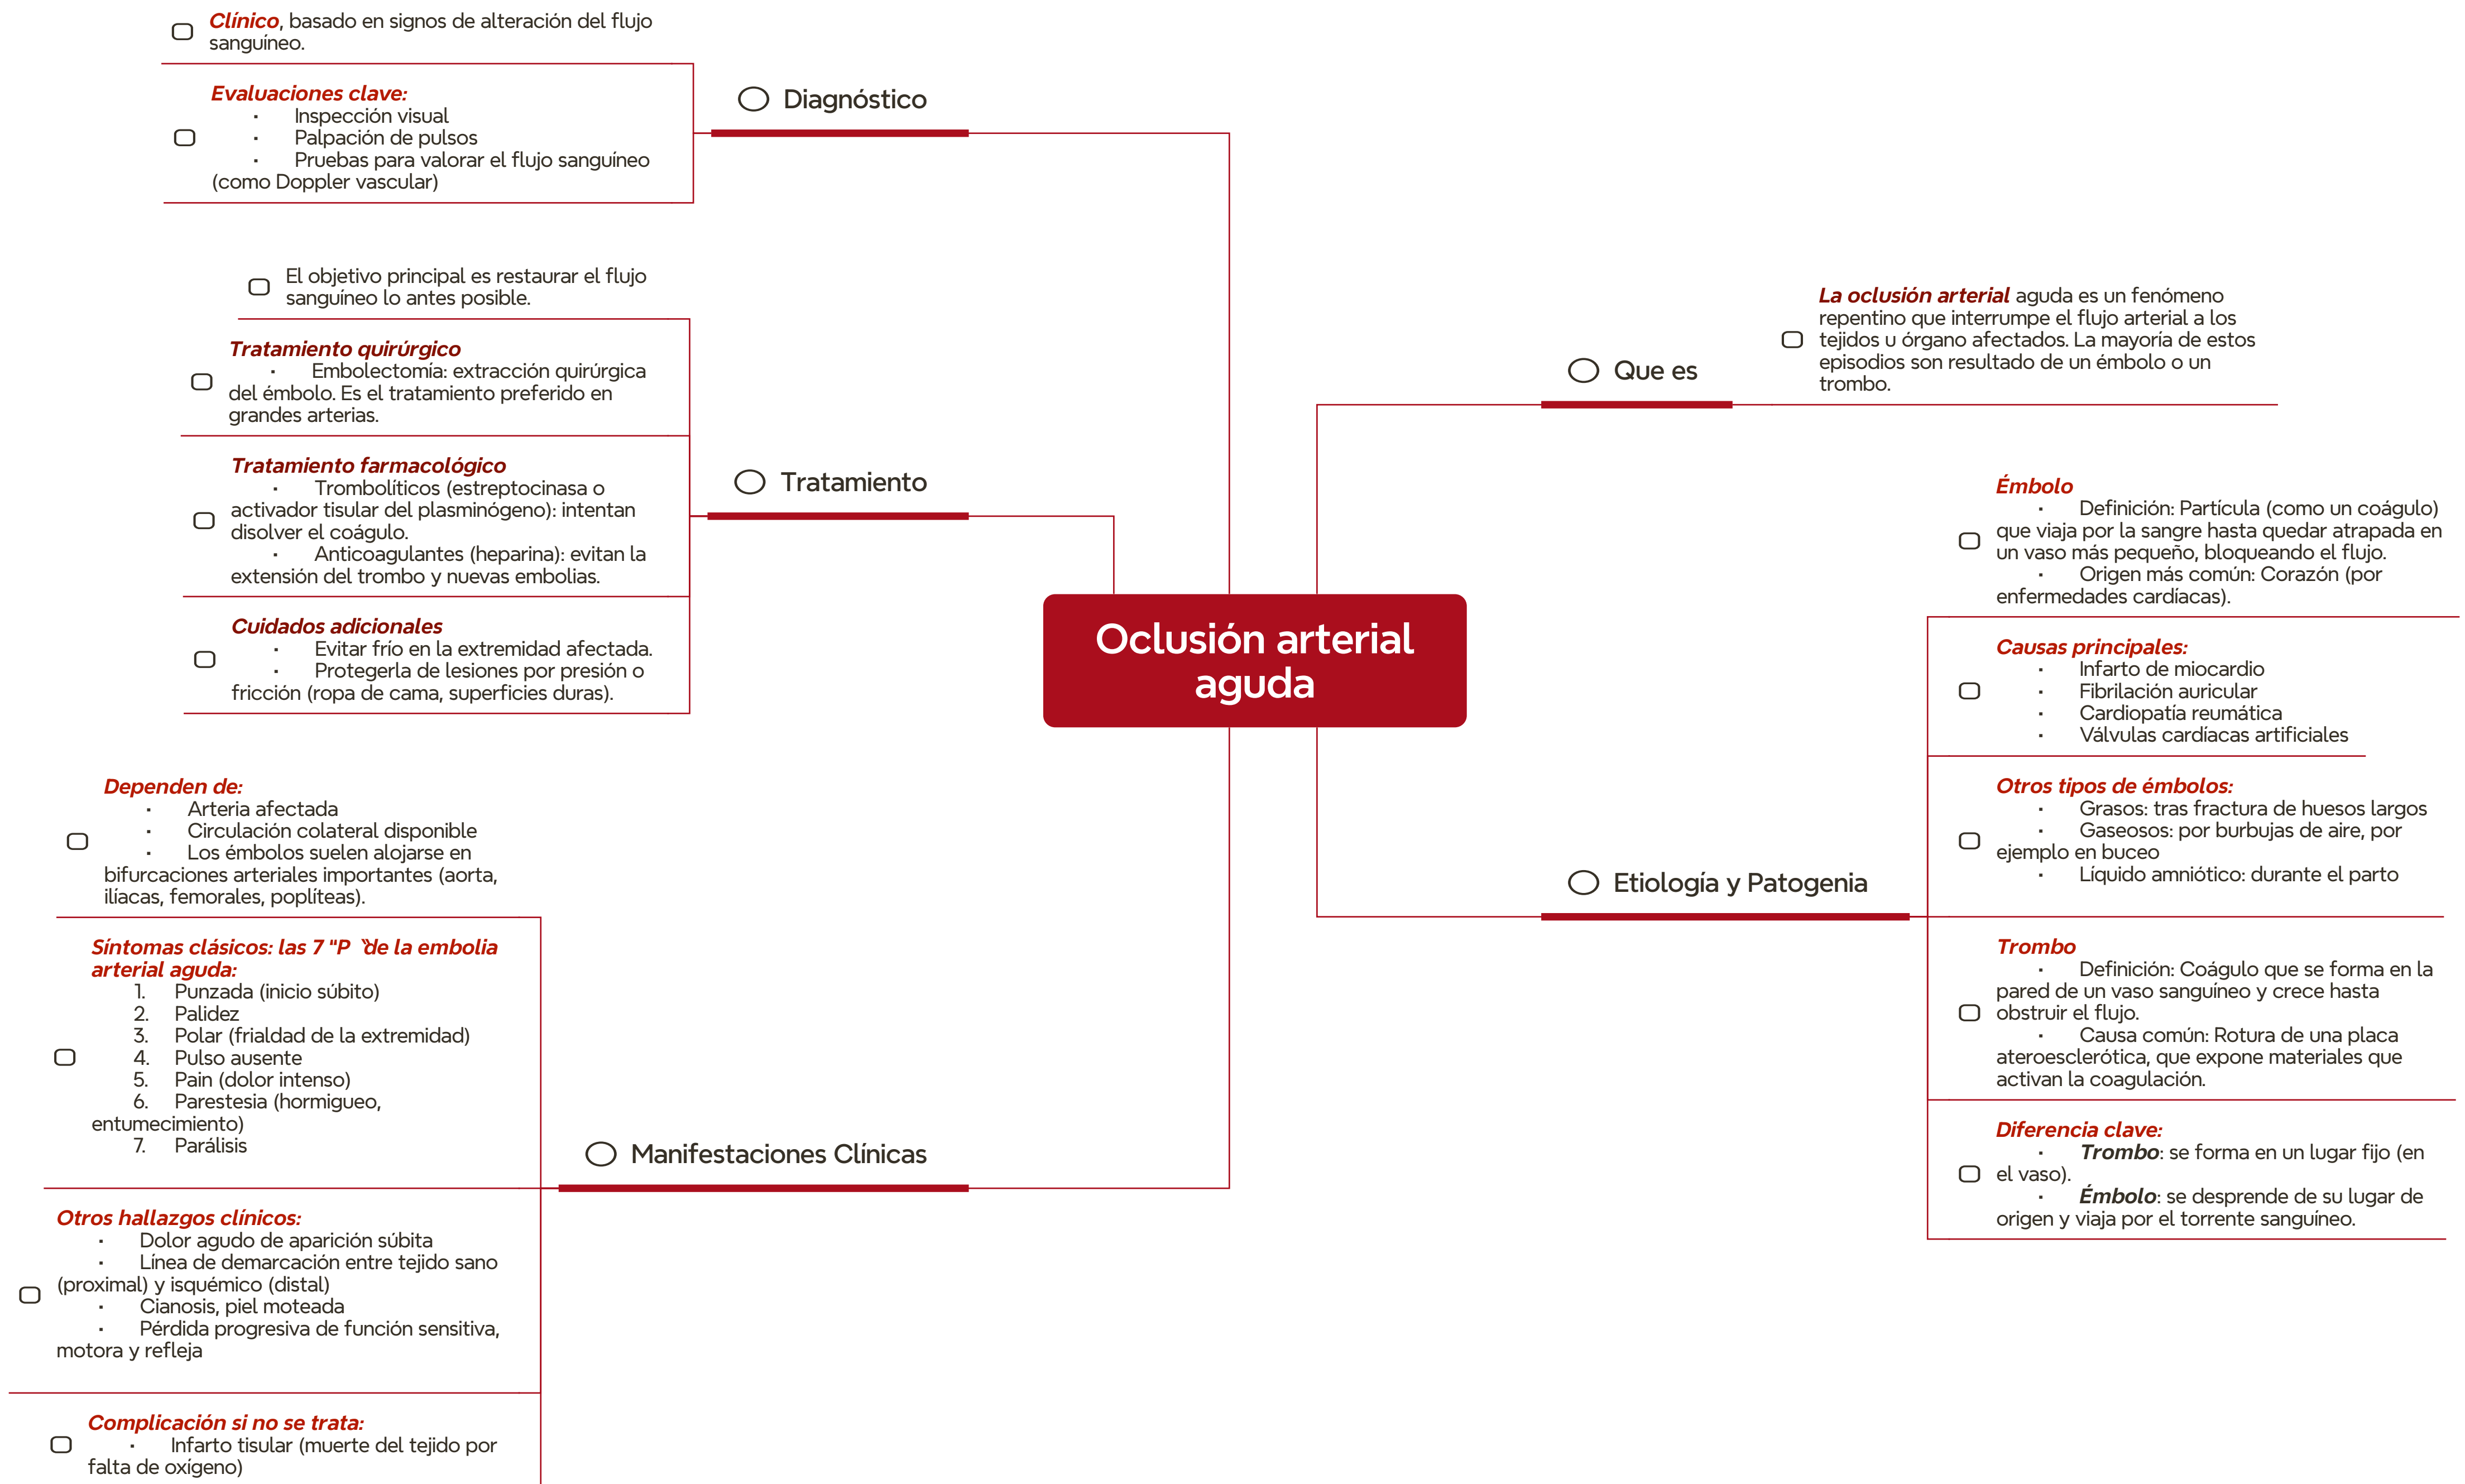 Clínico, basado en signos de alteración del flujo
sanguíneo.
Evaluaciones clave:
· Inspección visual
· Palpación de pulsos
· Pruebas para valorar el flujo sanguíneo
(como Doppler vascular)
Diagnóstico
El objetivo principal es restaurar el flujo
sanguíneo lo antes posible.
Tratamiento quirúrgico
· Embolectomía: extracción quirúrgica
del émbolo. Es el tratamiento preferido en
grandes arterias.
Tratamiento farmacológico
· Trombolíticos (estreptocinasa o
activador tisular del plasminógeno): intentan
disolver el coágulo.
· Anticoagulantes (heparina): evitan la
extensión del trombo y nuevas embolias.
Cuidados adicionales
· Evitar frío en la extremidad afectada.
· Protegerla de lesiones por presión o
fricción (ropa de cama, superficies duras).
Tratamiento
Oclusión arterial
aguda
Dependen de:
· Arteria afectada
· Circulación colateral disponible
· Los émbolos suelen alojarse en
bifurcaciones arteriales importantes (aorta,
ilíacas, femorales, poplíteas).
Síntomas clásicos: las 7 "P" de la embolia
arterial aguda:
1. Punzada (inicio súbito)
2. Palidez
3. Polar (frialdad de la extremidad)
4. Pulso ausente
5. Pain (dolor intenso)
6. Parestesia (hormigueo,
entumecimiento)
7. Parálisis
Otros hallazgos clínicos:
· Dolor agudo de aparición súbita
· Línea de demarcación entre tejido sano
(proximal) y isquémico (distal)
· Cianosis, piel moteada
· Pérdida progresiva de función sensitiva,
motora y refleja
Complicación si no se trata:
· Infarto tisular (muerte del tejido por
falta de oxígeno)
Manifestaciones Clínicas
Que es
La oclusión arterial aguda es un fenómeno
repentino que interrumpe el flujo arterial a los
tejidos u órgano afectados. La mayoría de estos
episodios son resultado de un émbolo o un
trombo.
Etiología y Patogenia
Émbolo
· Definición: Partícula (como un coágulo)
que viaja por la sangre hasta quedar atrapada en
un vaso más pequeño, bloqueando el flujo.
· Origen más común: Corazón (por
enfermedades cardíacas).
Causas principales:
· Infarto de miocardio
· Fibrilación auricular
· Cardiopatía reumática
· Válvulas cardíacas artificiales
Otros tipos de émbolos:
· Grasos: tras fractura de huesos largos
· Gaseosos: por burbujas de aire, por
ejemplo en buceo
· Líquido amniótico: durante el parto
Trombo
· Definición: Coágulo que se forma en la
pared de un vaso sanguíneo y crece hasta
obstruir el flujo.
· Causa común: Rotura de una placa
ateroesclerótica, que expone materiales que
activan la coagulación.
Diferencia clave:
· Trombo: se forma en un lugar fijo (en
el vaso).
· Émbolo: se desprende de su lugar de
origen y viaja por el torrente sanguíneo.